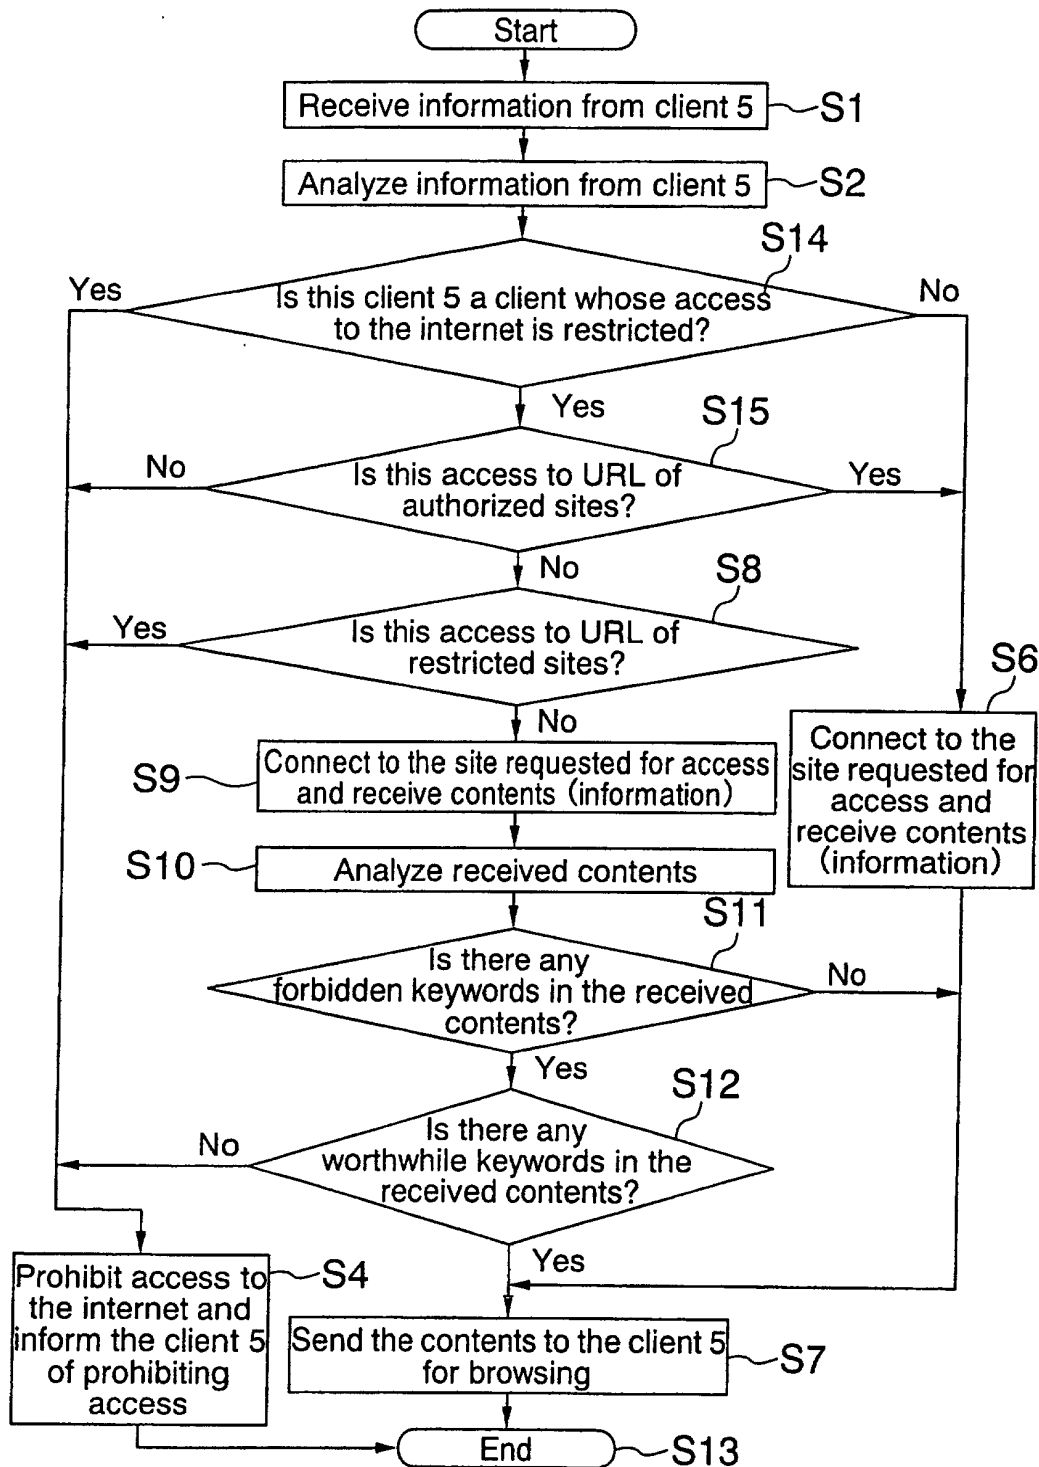 Start
Receive information from client 5
S1
Analyze information from client 5
S2
S14
Yes
Is this client 5 a client whose access
to the internet is restricted?
No
Yes
S15
No
Is this access to URL of
authorized sites?
Yes
No
S8
Yes
Is this access to URL of
restricted sites?
No
S6
S9
Connect to the site requested for access
and receive contents (information)
Connect to the
site requested for
access and
receive contents
(information)
S10
Analyze received contents
S11
Is there any
forbidden keywords in the received
contents?
No
Yes
S12
No
Is there any
worthwhile keywords in the
received contents?
Yes
Prohibit access to
the internet and
inform the client 5
of prohibiting
access
S4
Send the contents to the client 5
for browsing
S7
End
S13